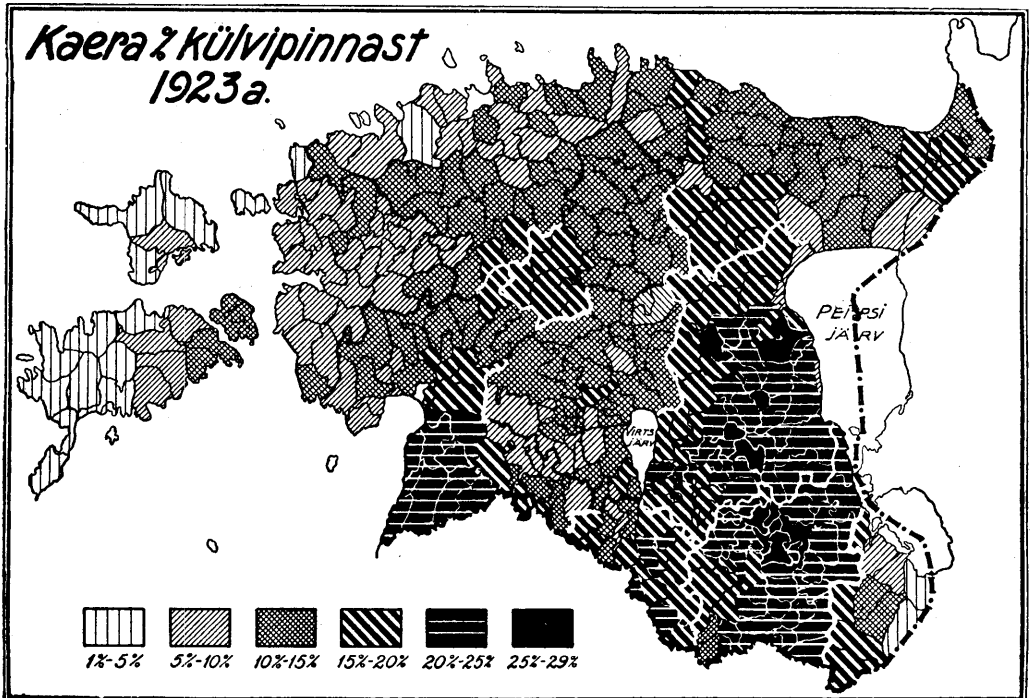 Kaera % külvipinnast
1923 a.
PEIPSI
JÄRV
VIRTS
JÄRV
1%-5%
5%-10%
10%-15%
15%-20%
20%-25%
25%-29%